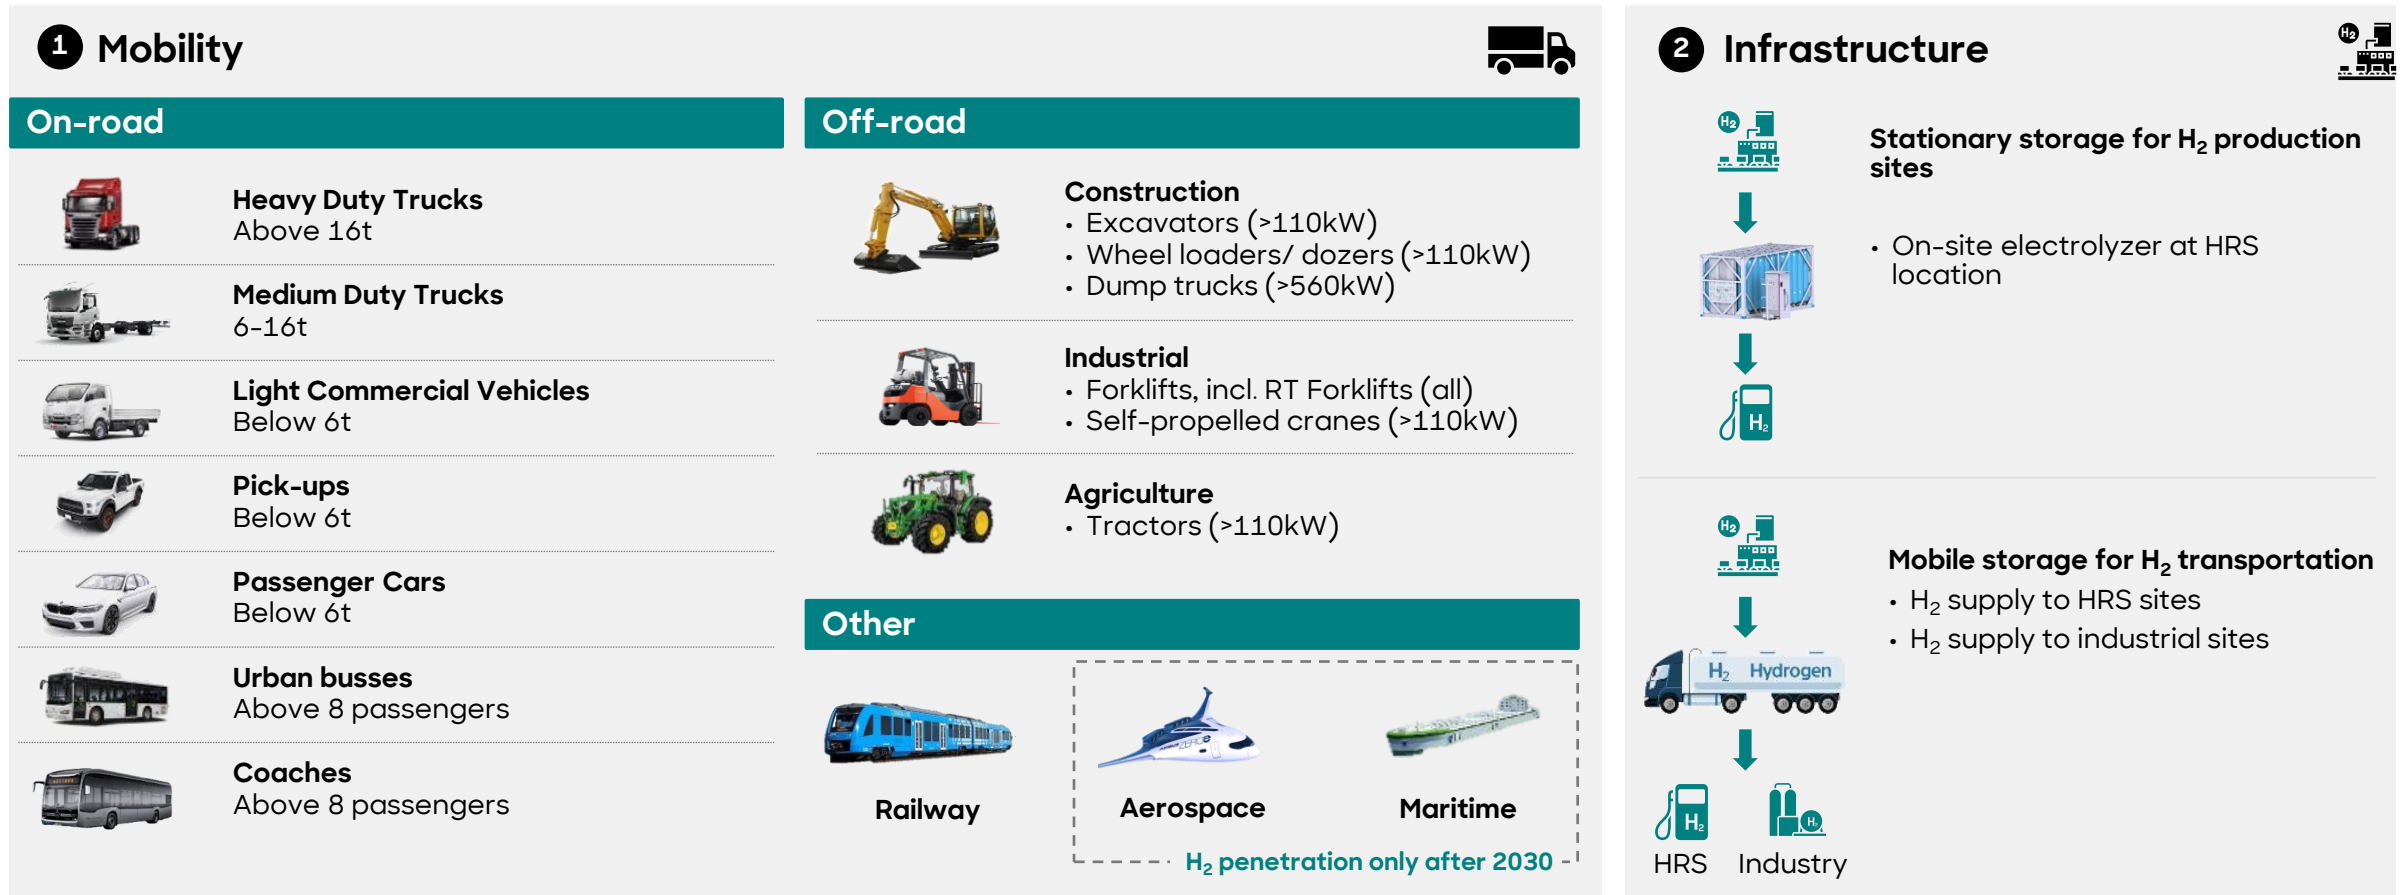 1 Mobility
On-road
Heavy Duty Trucks
Above 16t
Medium Duty Trucks
6-16t
Light Commercial Vehicles
Below 6t
Pick-ups
Below 6t
Passenger Cars
Below 6t
Urban busses
Above 8 passengers
Coaches
Above 8 passengers
Off-road
Construction
• Excavators (>110kW)
• Wheel loaders/ dozers (>110kW)
• Dump trucks (>560kW)
Industrial
• Forklifts, incl. RT Forklifts (all)
• Self-propelled cranes (>110kW)
Agriculture
• Tractors (>110kW)
Other
Railway
ZEROe
Aerospace
Maritime
H₂ penetration only after 2030
2 Infrastructure
H₂
H₂
Stationary storage for H₂ production
sites
• On-site electrolyzer at HRS
location
H₂
H₂
Mobile storage for H₂ transportation
• H₂ supply to HRS sites
• H₂ supply to industrial sites
H₂ Hydrogen
H₂
H₂
HRS
Industry